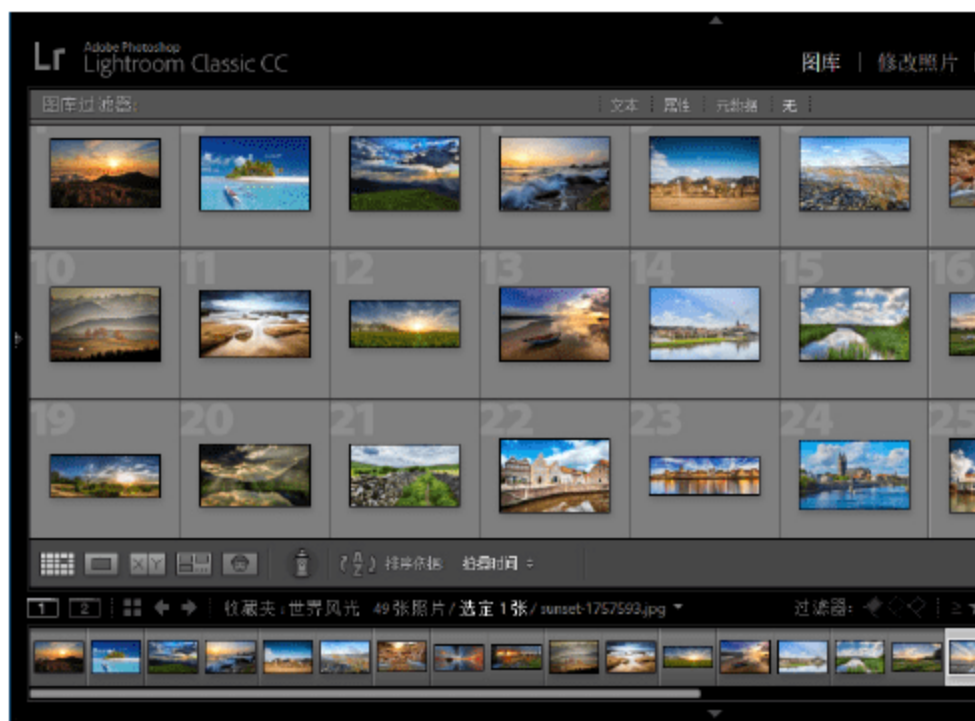 Lr Adobe Photoshop
Lightroom Classic CC
图库 | 修改照片
图库过滤器:
文本 属性 元数据 无
10 11 12 13 14 15 16
19 20 21 22 23 24 25
XY
排序依据: 拍摄时间
1 2 收藏夹:世界风光 49张照片/选定 1张/sunset-1757593.jpg 过滤器: ≥